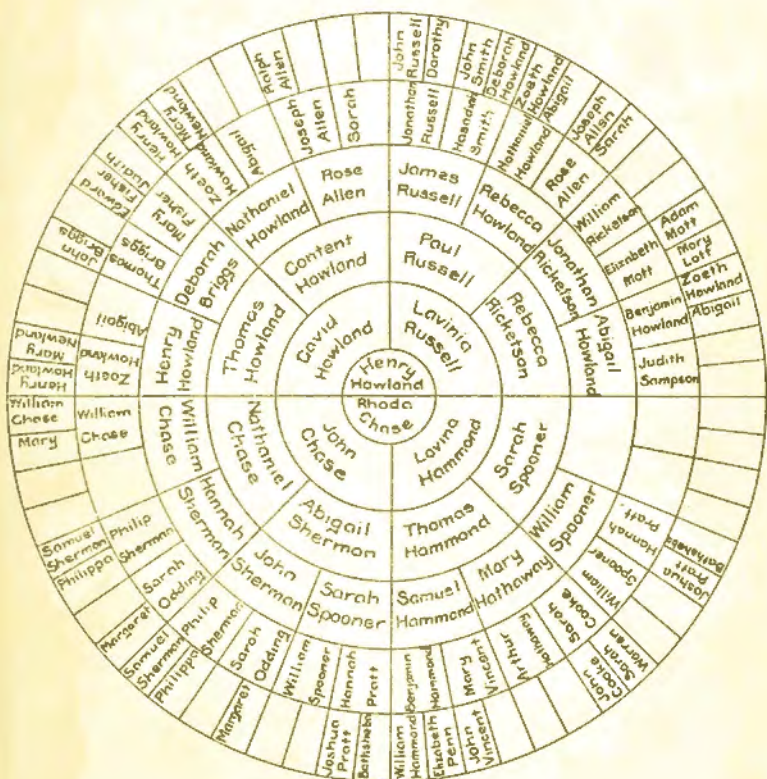 Henry
Howland
Rhoda
Chase
David
Howland
Lavinia
Russell
John
Chase
Lavina
Hammond
Thomas
Howland
Content
Howland
Paul
Russell
Rebecca
Ricketson
Nathaniel
Chase
Abigail
Sherman
Thomas
Hammond
Sarah
Spooner
Henry
Howland
Deborah
Briggs
Nathaniel
Howland
Rose
Allen
James
Russell
Rebecca
Howland
Jonathan
Ricketson
Abigail
Howland
William
Chase
Hannah
Sherman
John
Sherman
Sarah
Spooner
Samuel
Hammond
Mary
Hathaway
William
Spooner
Zoeth
Howland
Abigail
Thomas
Briggs
Mary
Fisher
Zoeth
Howland
Abigail
Joseph
Allen
Sarah
Jonathan
Russell
Hasadiah
Smith
Nathaniel
Howland
Rose
Allen
William
Ricketson
Elizabeth
Mott
Benjamin
Howland
Judith
Sampson
William
Chase
Philip
Sherman
Sarah
Odding
Philip
Sherman
Sarah
Odding
William
Spooner
Hannah
Pratt
Benjamin
Hammond
Mary
Vincent
Arthur
Hathaway
Sarah
Cooke
William
Spooner
Hannah
Pratt
Henry
Howland
Mary
Newland
John
Briggs
Edward
Fisher
Judith
Henry
Howland
Mary
Newland
Ralph
Allen
John
Russell
Dorothy
John
Smith
Deborah
Howland
Zoeth
Howland
Abigail
Joseph
Allen
Sarah
Adam
Mott
Mary
Lott
Zoeth
Howland
Abigail
William
Chase
Mary
Samuel
Sherman
Philippa
Margaret
Samuel
Sherman
Philippa
Margaret
Joshua
Pratt
Bathsheba
William
Hammond
Elizabeth
Penn
John
Vincent
John
Cooke
Sarah
Warren
Joshua
Pratt
Bathsheba